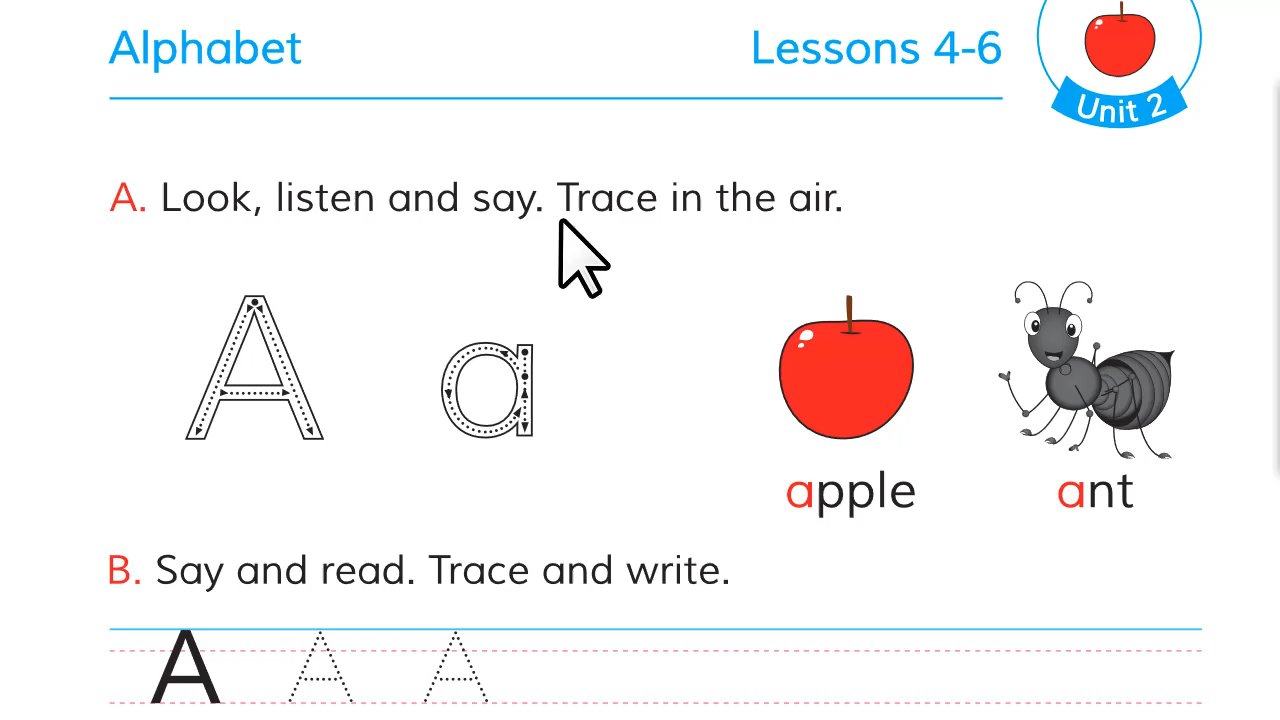 Alphabet
Lessons 4-6
Unit 2
A. Look, listen and say. Trace in the air.
A a
apple ant
B. Say and read. Trace and write.
A A A